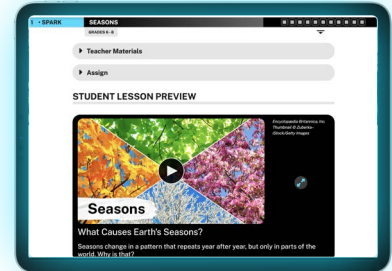 1 • SPARK SEASONS
GRADES 6 - 8
Teacher Materials
Assign
STUDENT LESSON PREVIEW
Encyclopædia Britannica, Inc.
Thumbnail © Zubenka-
iStock/Getty Images
Seasons
What Causes Earth's Seasons?
Seasons change in a pattern that repeats year after year, but only in parts of the
world. Why is that?